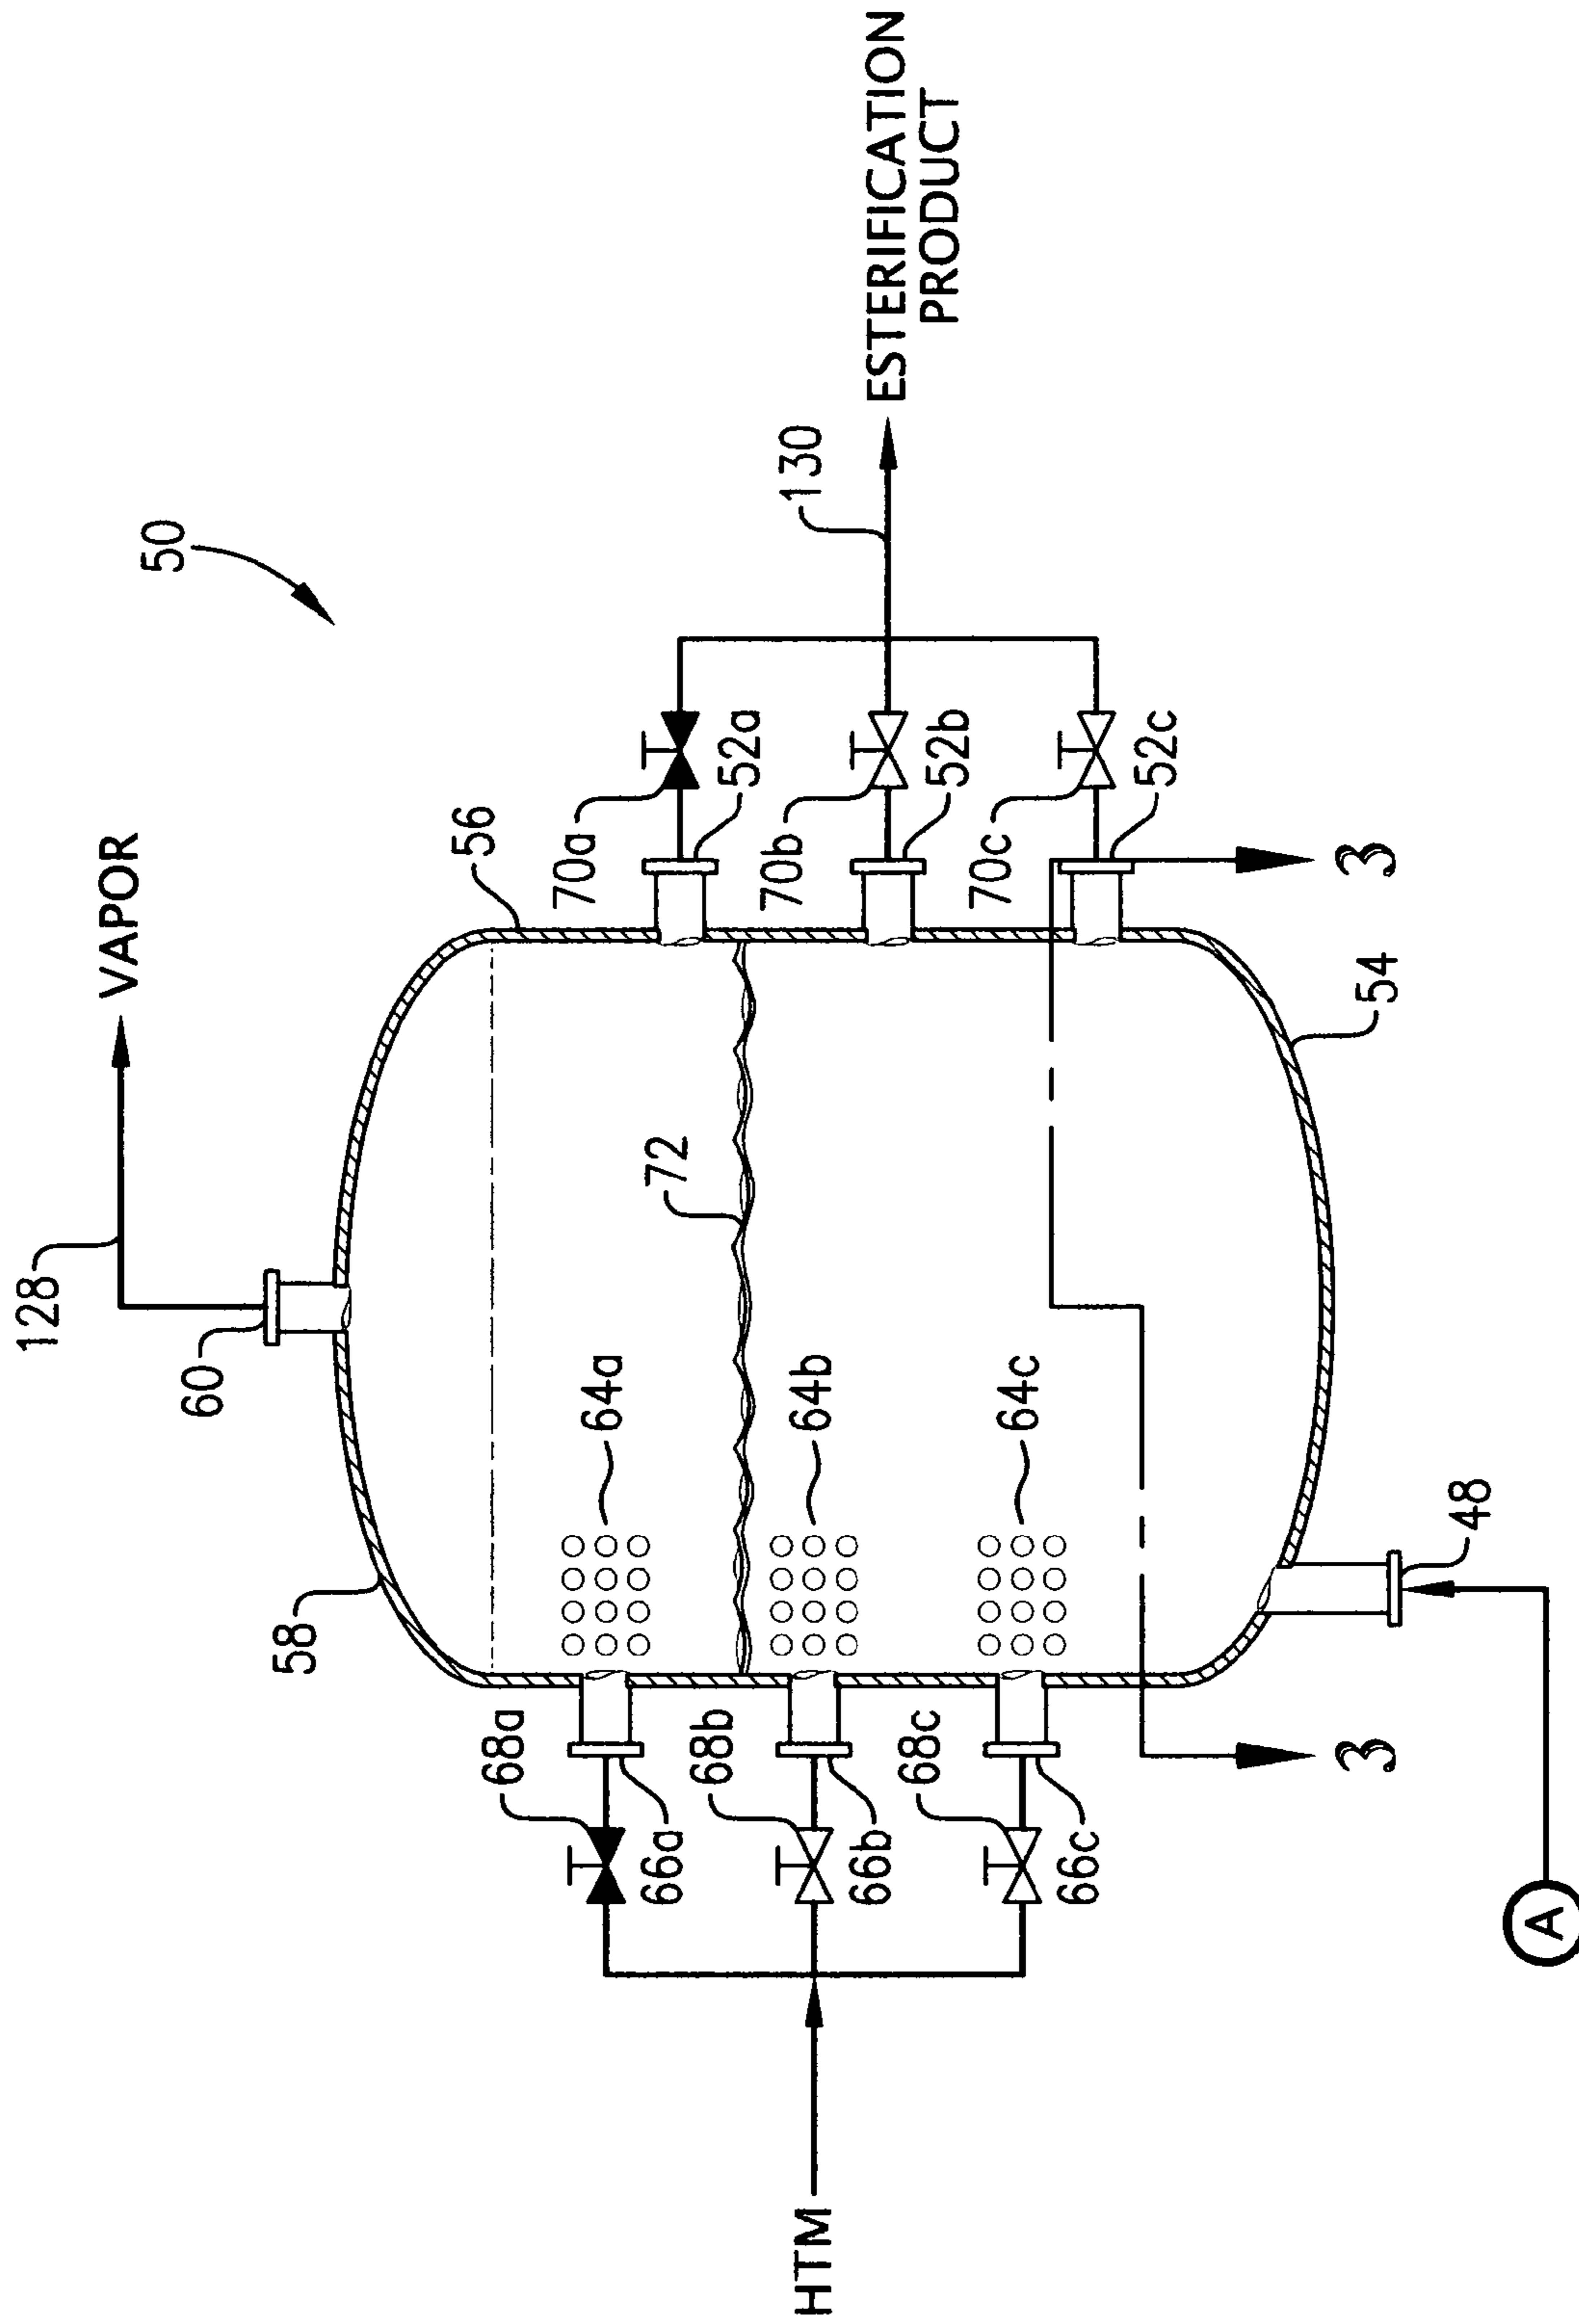 50
128
VAPOR
60
58
56
72
64a
64b
64c
68a
66a
68b
66b
68c
66c
HTM
70a
52a
70b
52b
70c
52c
130
ESTERIFICATION
PRODUCT
3
3
54
48
A